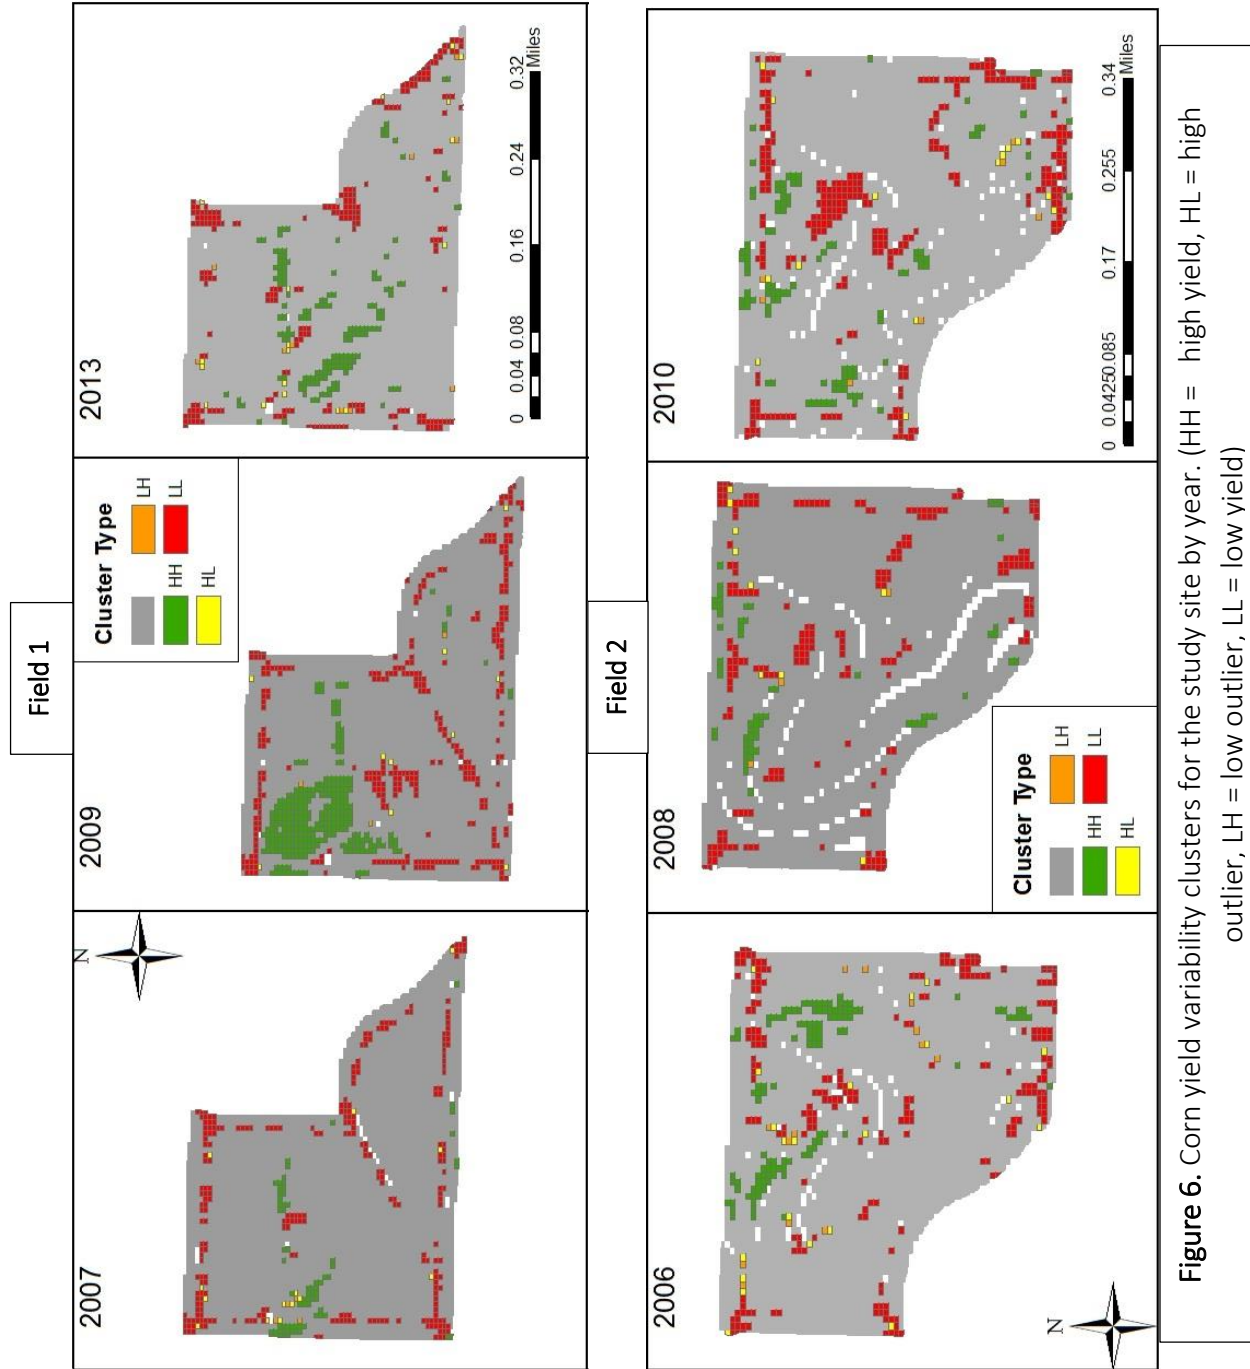 Field 1
2007
N
2009
Cluster Type
LH
HH
LL
HL
2013
0 0.04 0.08 0.16 0.24 0.32
Miles
Field 2
2006
N
2008
Cluster Type
LH
HH
LL
HL
2010
0 0.04250.085 0.17 0.255 0.34
Miles
Figure 6. Corn yield variability clusters for the study site by year. (HH = high yield, HL = high
outlier, LH = low outlier, LL = low yield)